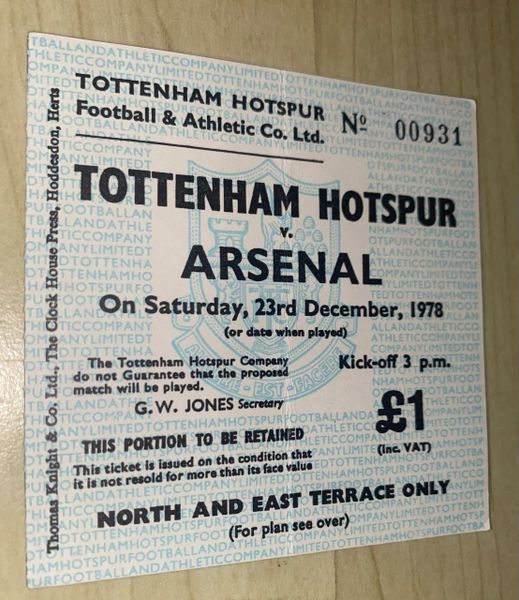 TOTTENHAM HOTSPUR
Football & Athletic Co. Ltd.
Nº 00931
TOTTENHAM HOTSPUR
v.
ARSENAL
On Saturday, 23rd December, 1978
(or date when played)
The Tottenham Hotspur Company
do not Guarantee that the proposed
match will be played.
G. W. JONES Secretary
Kick-off 3 p.m.
£1
(inc. VAT)
THIS PORTION TO BE RETAINED
This ticket is issued on the condition that
it is not resold for more than its face value
NORTH AND EAST TERRACE ONLY
(For plan see over)
Thomas Knight & Co. Ltd., The Clock House Press, Hoddesdon, Herts